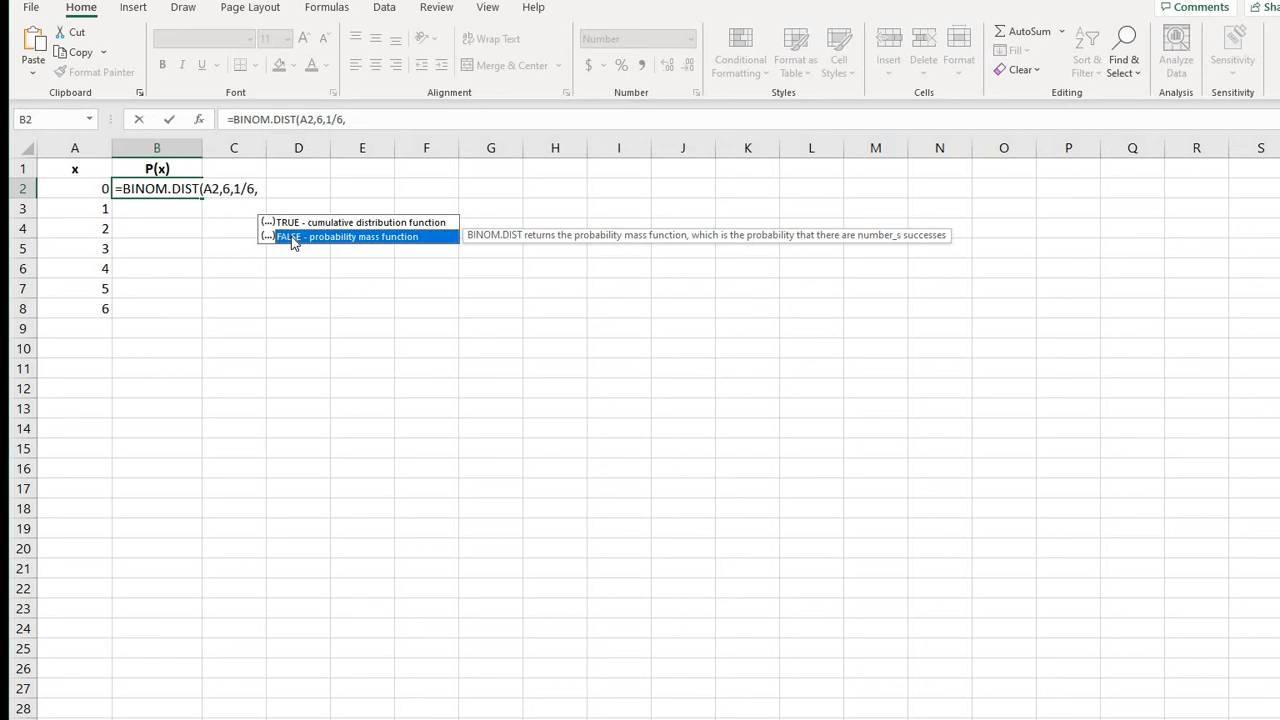 File Home Insert Draw Page Layout Formulas Data Review View Help Comments Sha
Paste Cut Copy Format Painter
Clipboard
11
B I U A
Font
Wrap Text
Merge & Center
Alignment
Number
$ %
Number
Conditional Formatting Format Table Cell Styles
Styles
Insert Delete Format
Cells
AutoSum
Fill
Clear
Sort & Filter Find & Select
Editing
Analyze Data
Analysis
Sensitivity
Sensitivity
B2 fx =BINOM.DIST(A2,6,1/6,
A B C D E F G H I J K L M N O P Q R S
1 x P(x)
2 0 =BINOM.DIST(A2,6,1/6,
3 1
(...) TRUE - cumulative distribution function
4 2
(...) FALSE - probability mass function BINOM.DIST returns the probability mass function, which is the probability that there are number_s successes
5 3
6 4
7 5
8 6
9
10
11
12
13
14
15
16
17
18
19
20
21
22
23
24
25
26
27
28